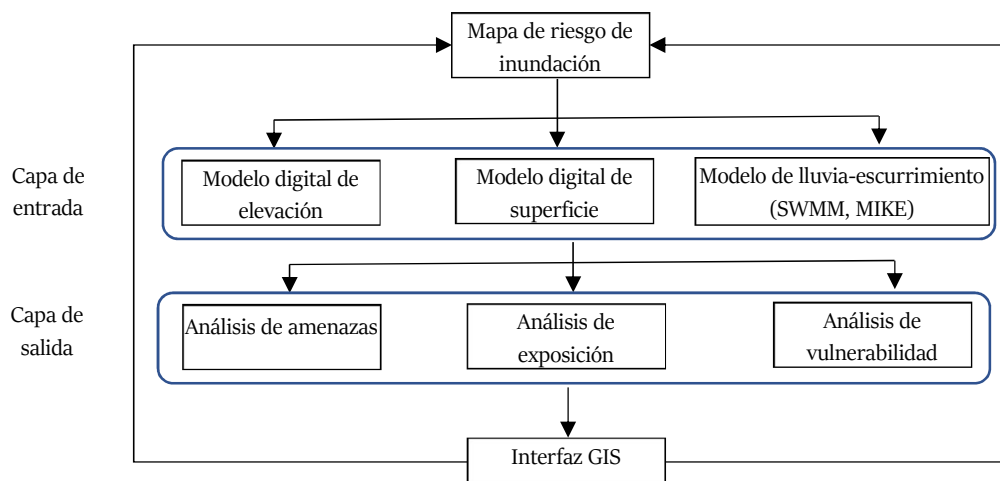 Mapa de riesgo de
inundación
Capa de
entrada
Modelo digital de
elevación
Modelo digital de
superficie
Modelo de lluvia-escurrimiento
(SWMM, MIKE)
Capa de
salida
Análisis de amenazas
Análisis de
exposición
Análisis de
vulnerabilidad
Interfaz GIS